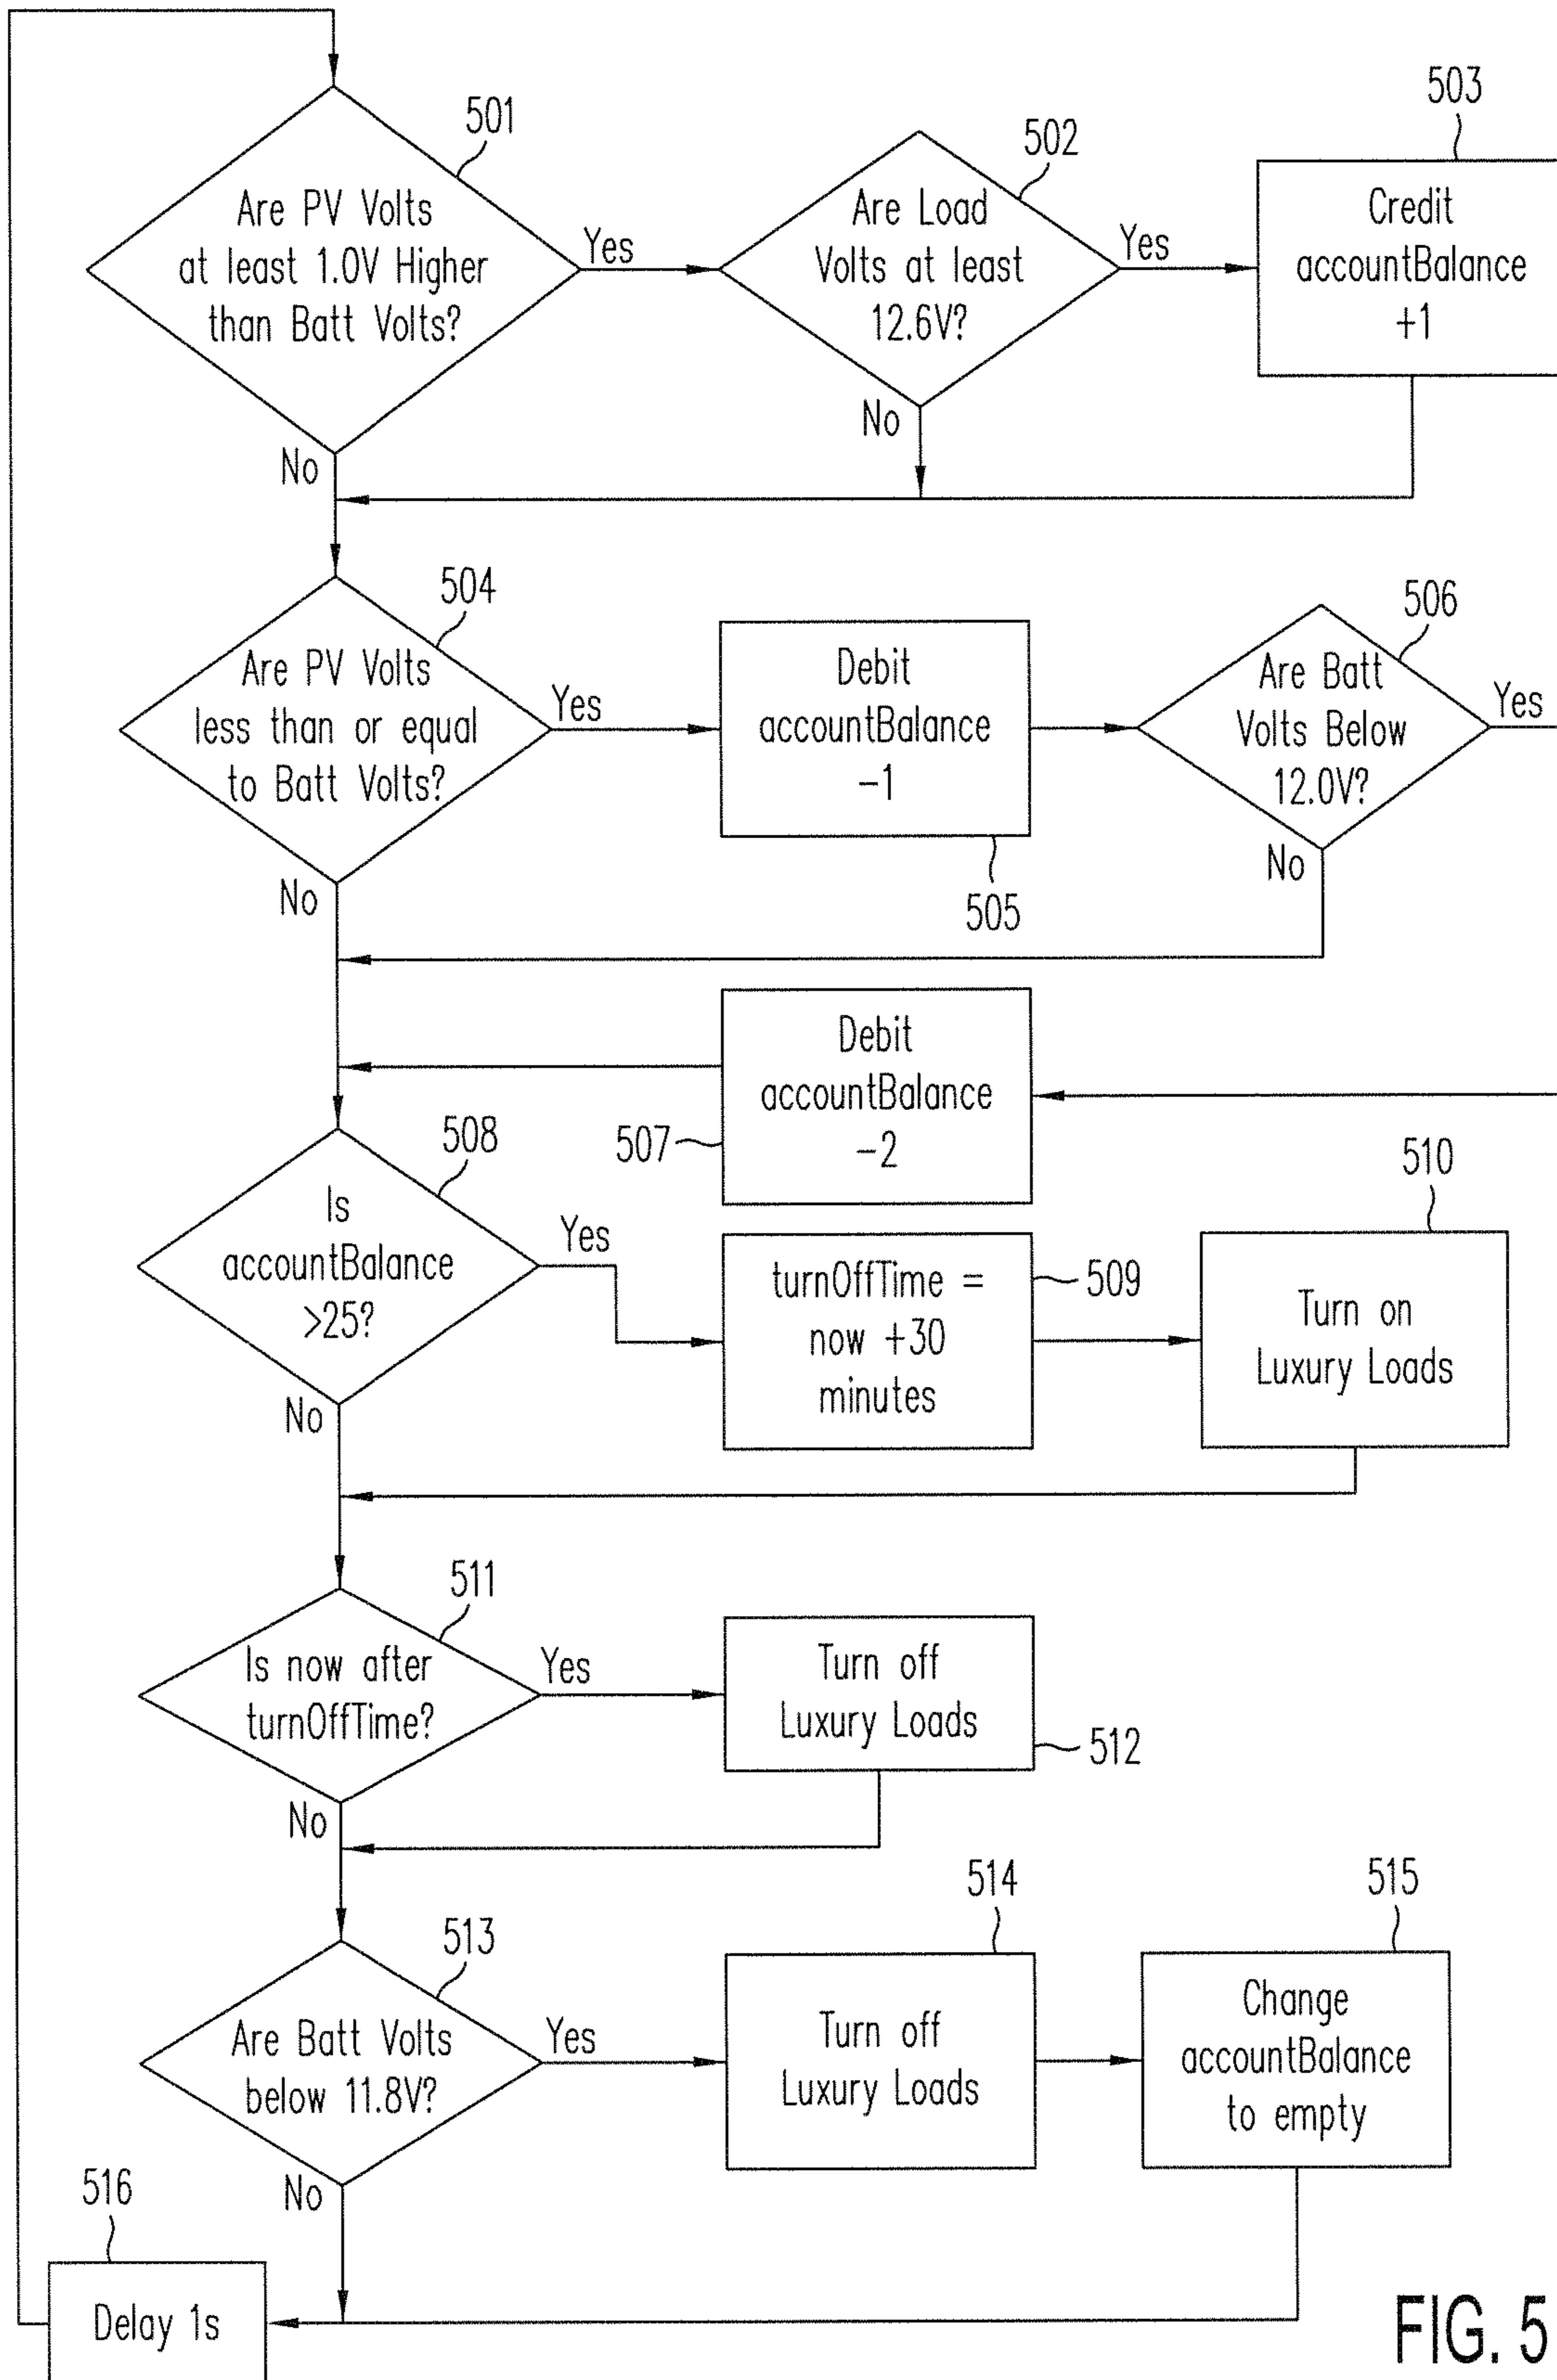 501
Are PV Volts
at least 1.0V Higher
than Batt Volts?
Yes
No
502
Are Load
Volts at least
12.6V?
Yes
No
503
Credit
accountBalance
+1
504
Are PV Volts
less than or equal
to Batt Volts?
Yes
No
Debit
accountBalance
-1
505
506
Are Batt
Volts Below
12.0V?
Yes
No
Debit
accountBalance
-2
507
508
Is
accountBalance
>25?
Yes
No
turnOffTime =
now +30
minutes
509
510
Turn on
Luxury Loads
511
Is now after
turnOffTime?
Yes
No
Turn off
Luxury Loads
512
513
Are Batt Volts
below 11.8V?
Yes
No
514
Turn off
Luxury Loads
515
Change
accountBalance
to empty
516
Delay 1s
FIG. 5